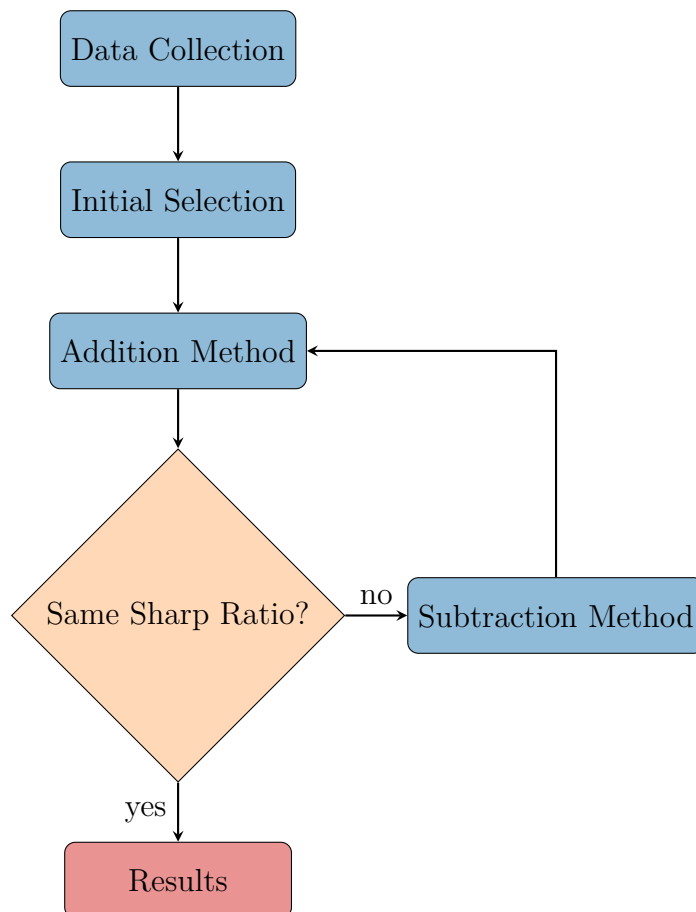 Data Collection
Initial Selection
Addition Method
Same Sharp Ratio?
no
Subtraction Method
yes
Results